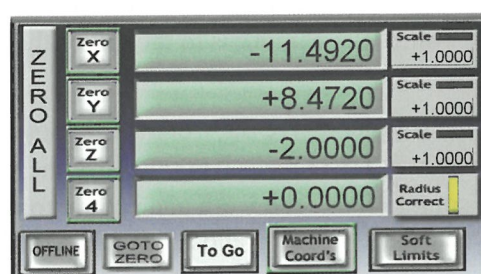 ZERO ALL
Zero X
-11.4920
Scale
+1.0000
Zero Y
+8.4720
Scale
+1.0000
Zero Z
-2.0000
Scale
+1.0000
Zero 4
+0.0000
Radius
Correct
OFFLINE
GOTO
ZERO
To Go
Machine
Coord's
Soft
Limits